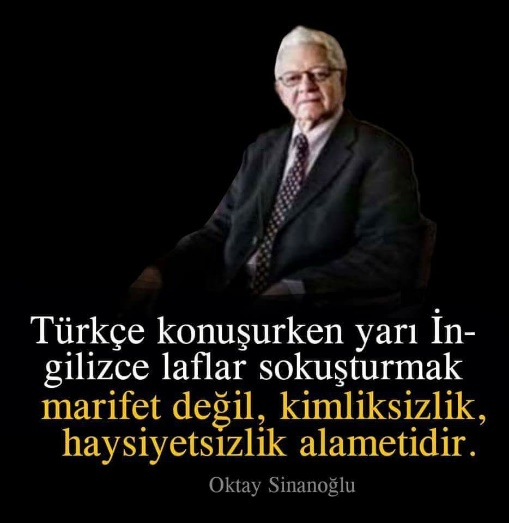 Türkçe konuşurken yarı İn-
gilizce laflar sokuşturmak
marifet değil, kimliksizlik,
haysiyetsizlik alametidir.
Oktay Sinanoğlu